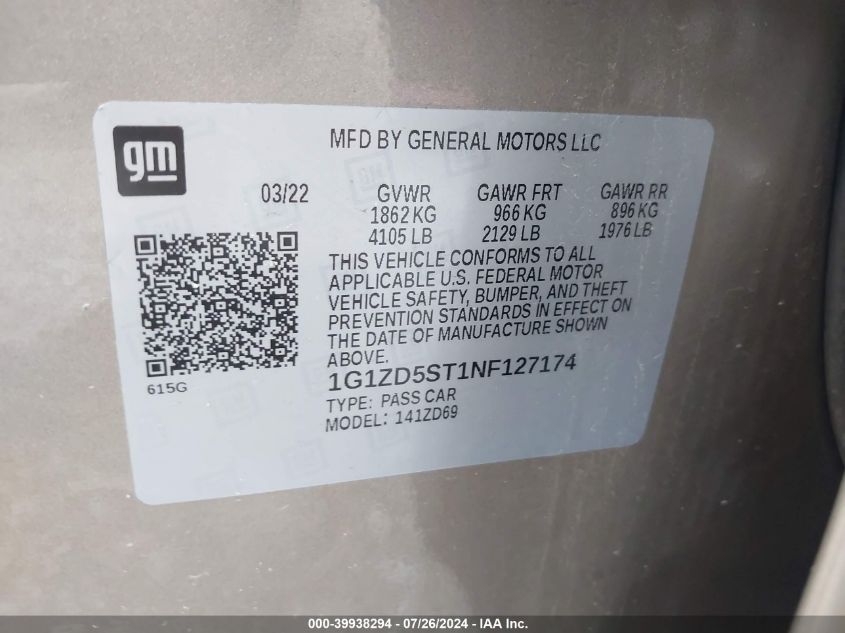 gm
MFD BY GENERAL MOTORS LLC
03/22 GVWR GAWR FRT GAWR RR
1862 KG 966 KG 896 KG
4105 LB 2129 LB 1976 LB
THIS VEHICLE CONFORMS TO ALL
APPLICABLE U.S. FEDERAL MOTOR
VEHICLE SAFETY, BUMPER, AND THEFT
PREVENTION STANDARDS IN EFFECT ON
THE DATE OF MANUFACTURE SHOWN
ABOVE.
615G
1G1ZD5ST1NF127174
TYPE: PASS CAR
MODEL: 141ZD69
000-39938294 - 07/26/2024 - IAA Inc.